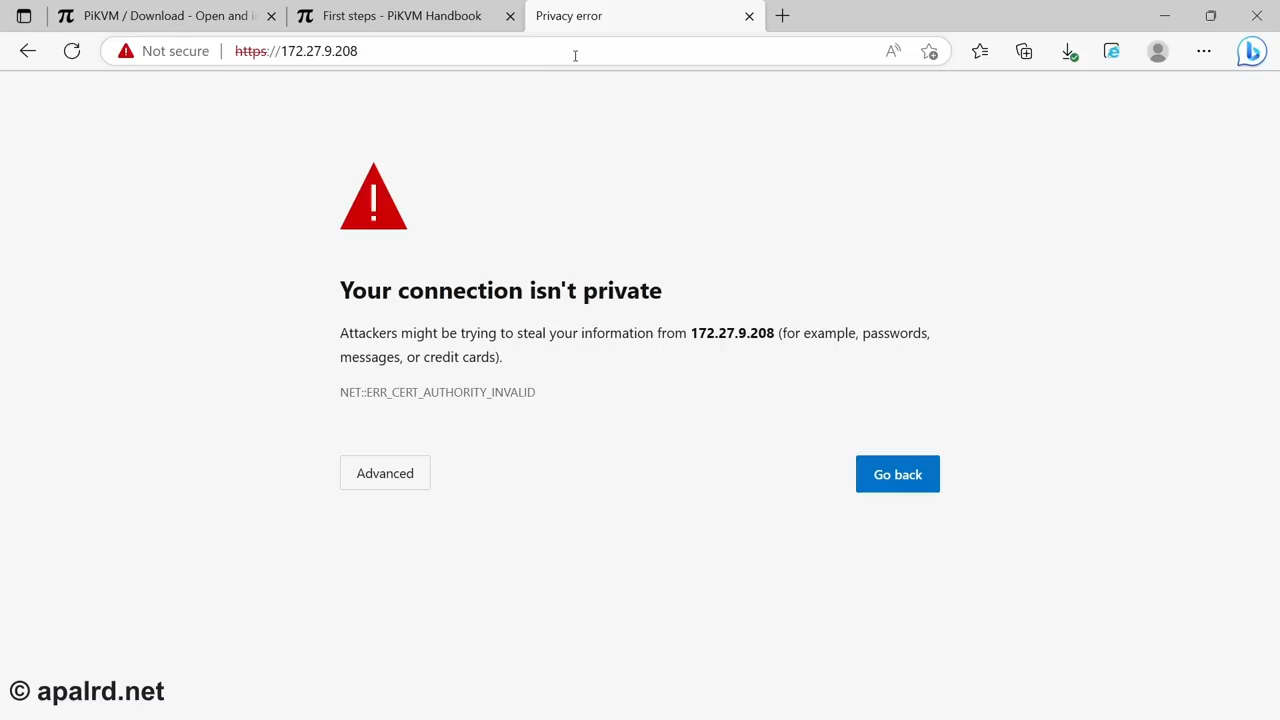 PiKVM / Download - Open and i
First steps - PiKVM Handbook
Privacy error
Not secure | https://172.27.9.208
Your connection isn't private
Attackers might be trying to steal your information from 172.27.9.208 (for example, passwords,
messages, or credit cards).
NET::ERR_CERT_AUTHORITY_INVALID
Advanced
Go back
© apalrd.net